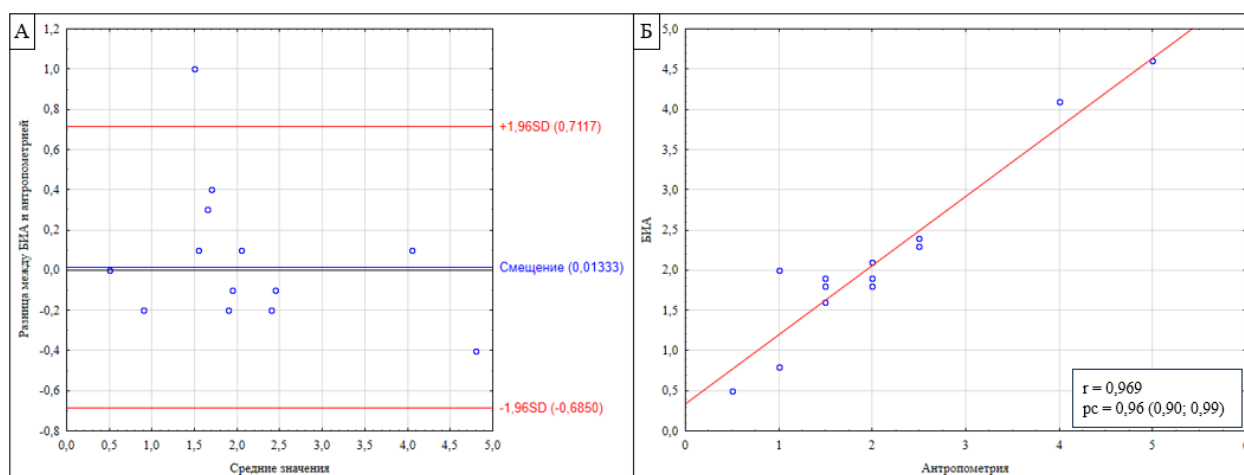 А
Разница между БИА и антропометрией
1,2
1,0
0,8
0,6
0,4
0,2
0,0
-0,2
-0,4
-0,6
-0,8
0,0 0,5 1,0 1,5 2,0 2,5 3,0 3,5 4,0 4,5 5,0
Средние значения
+1,96SD (0,7117)
Смещение (0,01333)
-1,96SD (-0,6850)
Б
БИА
5,0
4,5
4,0
3,5
3,0
2,5
2,0
1,5
1,0
0,5
0,0
0 1 2 3 4 5 6
Антропометрия
r = 0,969
pc = 0,96 (0,90; 0,99)